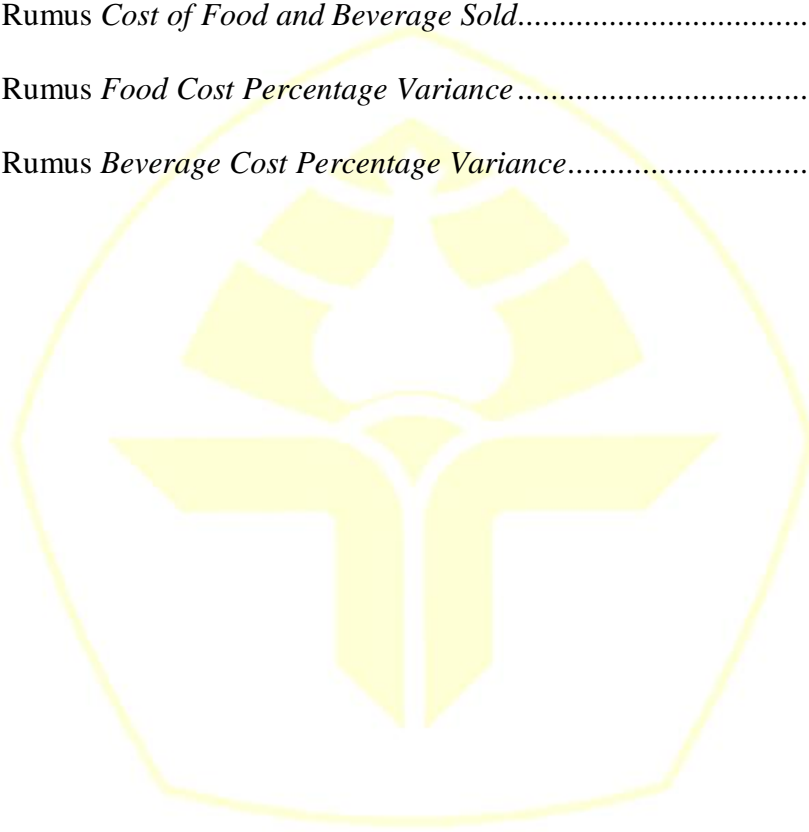 Rumus Cost of Food and Beverage Sold..................................
Rumus Food Cost Percentage Variance ..................................
Rumus Beverage Cost Percentage Variance............................